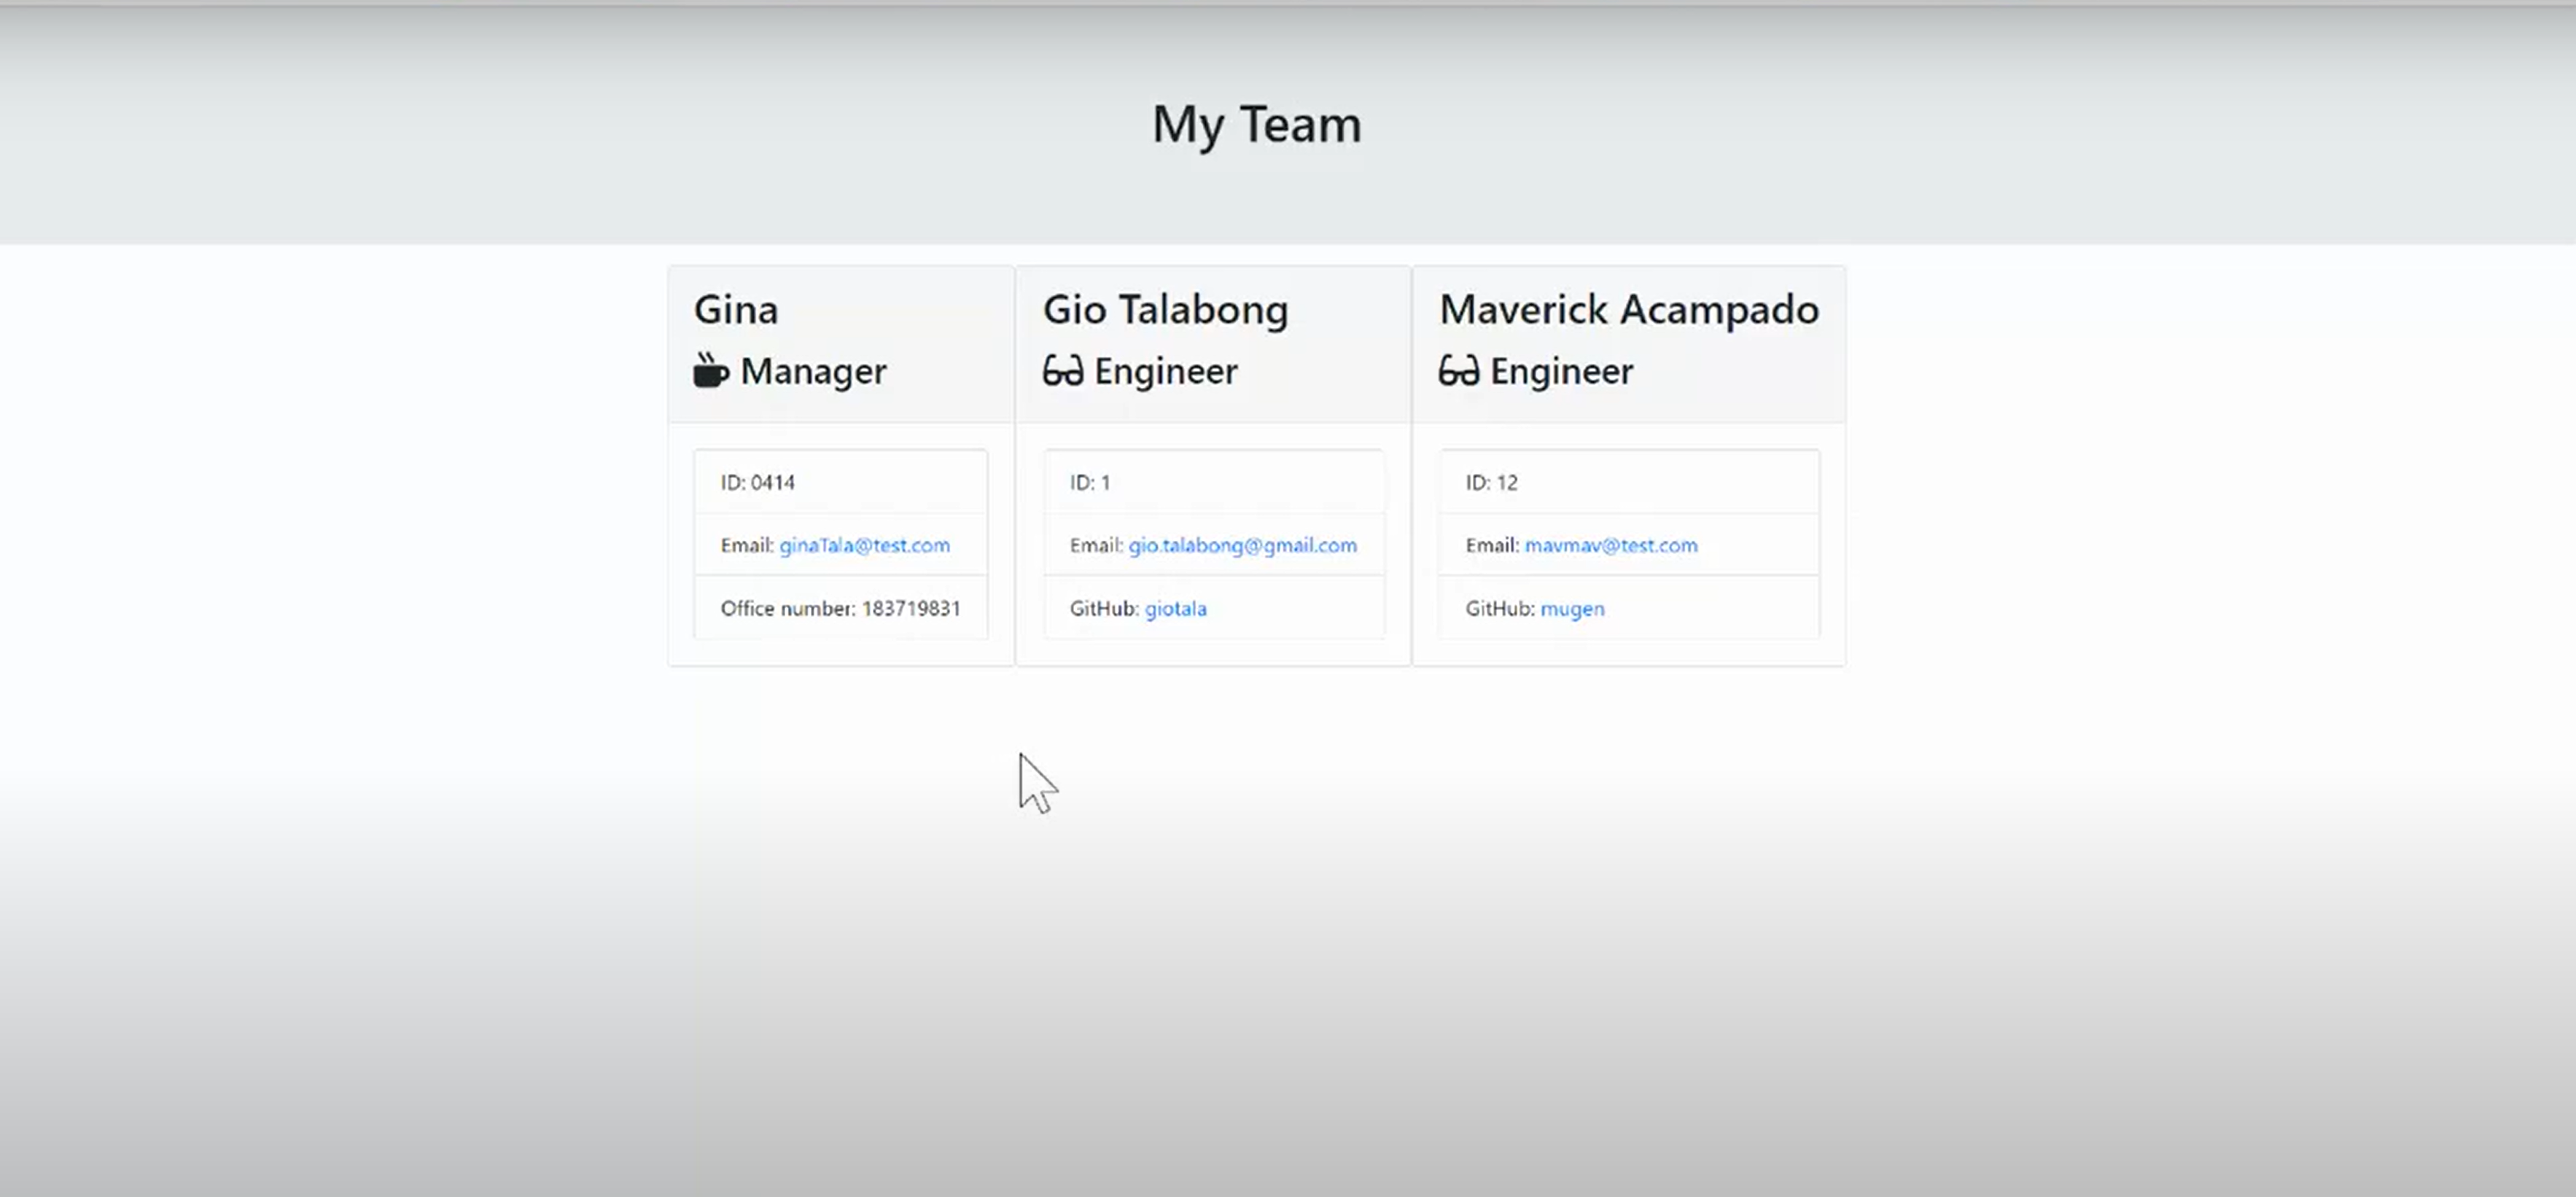 My Team
Gina
Manager
ID: 0414
Email: ginaTala@test.com
Office number: 183719831
Gio Talabong
Engineer
ID: 1
Email: gio.talabong@gmail.com
GitHub: giotala
Maverick Acampado
Engineer
ID: 12
Email: mavmav@test.com
GitHub: mugen